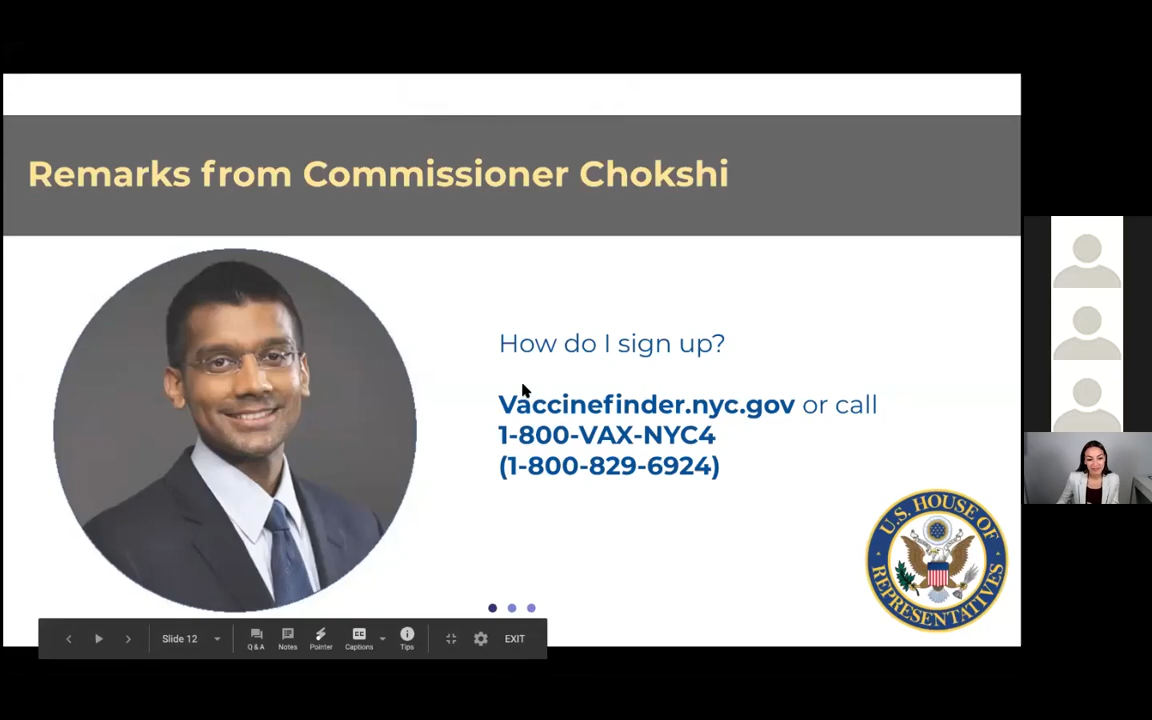 Remarks from Commissioner Chokshi
How do I sign up?
Vaccinefinder.nyc.gov or call
1-800-VAX-NYC4
(1-800-829-6924)
U.S. HOUSE OF
REPRESENTATIVES
Slide 12
Q & A
Notes
Pointer
CC
Captions
Tips
EXIT